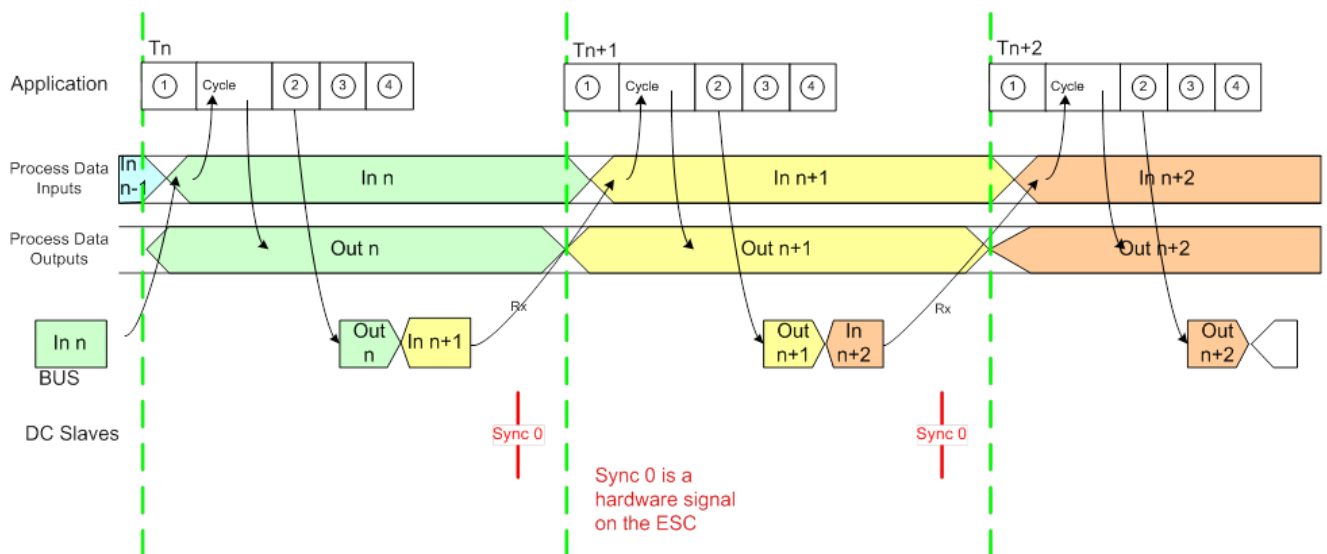 Tn
Tn+1
Tn+2
Application
① Cycle ② ③ ④
① Cycle ② ③ ④
① Cycle ② ③ ④
Process Data
Inputs
In
n-1
In n
In n+1
In n+2
Process Data
Outputs
Out n
Out n+1
Out n+2
Rx
Rx
In n
BUS
Out
n
In n+1
Out
n+1
In
n+2
Out
n+2
DC Slaves
Sync 0
Sync 0
Sync 0 is a
hardware signal
on the ESC